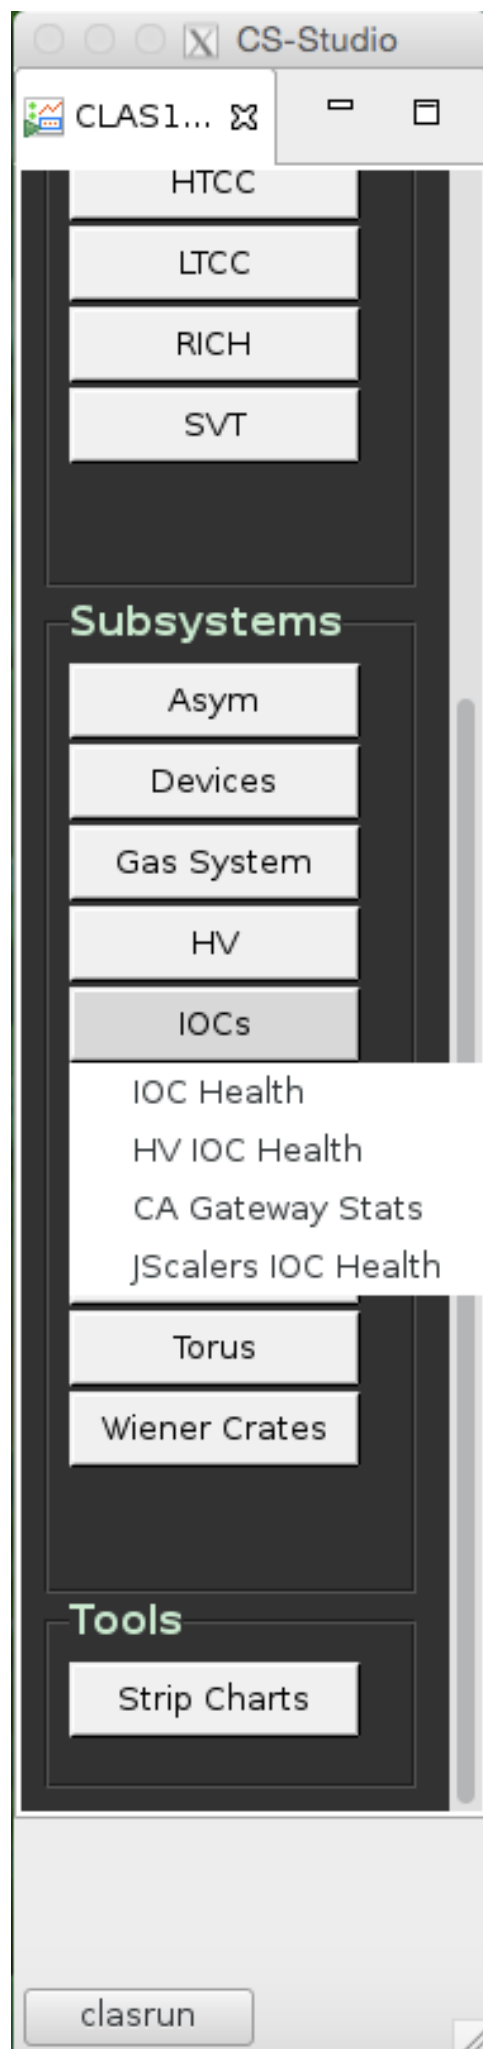 CS-Studio
CLAS1...
HTCC
LTCC
RICH
SVT
Subsystems
Asym
Devices
Gas System
HV
IOCs
IOC Health
HV IOC Health
CA Gateway Stats
JScalers IOC Health
Torus
Wiener Crates
Tools
Strip Charts
clasrun